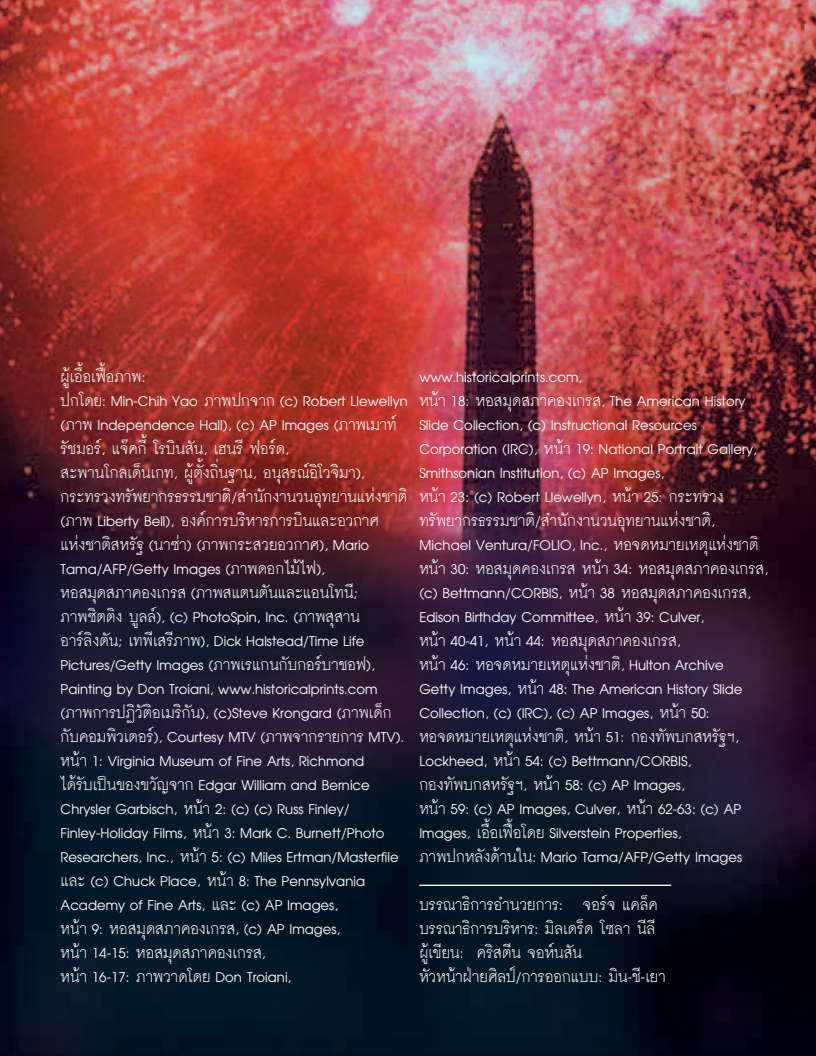 ผู้เอื้อเฟื้อภาพ:
ปกโดย: Min-Chih Yao ภาพปกจาก (c) Robert Llewellyn
(ภาพ Independence Hall), (c) AP Images (ภาพเมาท์
รัชมอร์, แจ๊คกี้ โรบินสัน, เฮนรี ฟอร์ด,
สะพานโกลเด็นเกท, ผู้ตั้งถิ่นฐาน, อนุสรณ์อิโวจิมา),
กระทรวงทรัพยากรธรรมชาติ/สำนักงานวนอุทยานแห่งชาติ
(ภาพ Liberty Bell), องค์การบริหารการบินและอวกาศ
แห่งชาติสหรัฐ (นาซ่า) (ภาพกระสวยอวกาศ), Mario
Tama/AFP/Getty Images (ภาพดอกไม้ไฟ),
หอสมุดสภาคองเกรส (ภาพสแตนตันและแอนโทนี;
ภาพซิตติง บูลล์), (c) PhotoSpin, Inc. (ภาพสุสาน
อาร์ลิงตัน; เทพีเสรีภาพ), Dick Halstead/Time Life
Pictures/Getty Images (ภาพเรแกนกับกอร์บาชอฟ),
Painting by Don Troiani, www.historicalprints.com
(ภาพการปฏิวัติอเมริกัน), (c)Steve Krongard (ภาพเด็ก
กับคอมพิวเตอร์), Courtesy MTV (ภาพจากรายการ MTV).
หน้า 1: Virginia Museum of Fine Arts, Richmond
ได้รับเป็นของขวัญจาก Edgar William and Bernice
Chrysler Garbisch, หน้า 2: (c) (c) Russ Finley/
Finley-Holiday Films, หน้า 3: Mark C. Burnett/Photo
Researchers, Inc., หน้า 5: (c) Miles Ertman/Masterfile
และ (c) Chuck Place, หน้า 8: The Pennsylvania
Academy of Fine Arts, และ (c) AP Images,
หน้า 9: หอสมุดสภาคองเกรส, (c) AP Images,
หน้า 14-15: หอสมุดสภาคองเกรส,
หน้า 16-17: ภาพวาดโดย Don Troiani,
www.historicalprints.com,
หน้า 18: หอสมุดสภาคองเกรส, The American History
Slide Collection, (c) Instructional Resources
Corporation (IRC), หน้า 19: National Portrait Gallery,
Smithsonian Institution, (c) AP Images,
หน้า 23: (c) Robert Llewellyn, หน้า 25: กระทรวง
ทรัพยากรธรรมชาติ/สำนักงานวนอุทยานแห่งชาติ,
Michael Ventura/FOLIO, Inc., หอจดหมายเหตุแห่งชาติ
หน้า 30: หอสมุดคองเกรส หน้า 34: หอสมุดสภาคองเกรส,
(c) Bettmann/CORBIS, หน้า 38 หอสมุดสภาคองเกรส,
Edison Birthday Committee, หน้า 39: Culver,
หน้า 40-41, หน้า 44: หอสมุดสภาคองเกรส,
หน้า 46: หอจดหมายเหตุแห่งชาติ, Hulton Archive
Getty Images, หน้า 48: The American History Slide
Collection, (c) (IRC), (c) AP Images, หน้า 50:
หอจดหมายเหตุแห่งชาติ, หน้า 51: กองทัพบกสหรัฐฯ,
Lockheed, หน้า 54: (c) Bettmann/CORBIS,
กองทัพบกสหรัฐฯ, หน้า 58: (c) AP Images,
หน้า 59: (c) AP Images, Culver, หน้า 62-63: (c) AP
Images, เอื้อเฟื้อโดย Silverstein Properties,
ภาพปกหลังด้านใน: Mario Tama/AFP/Getty Images
บรรณาธิการอำนวยการ: จอร์จ แคล็ค
บรรณาธิการบริหาร: มิลเดร็ด โซลา นีลี
ผู้เขียน: คริสตีน จอห์นสัน
หัวหน้าฝ่ายศิลป์/การออกแบบ: มิน-ชี-เยา